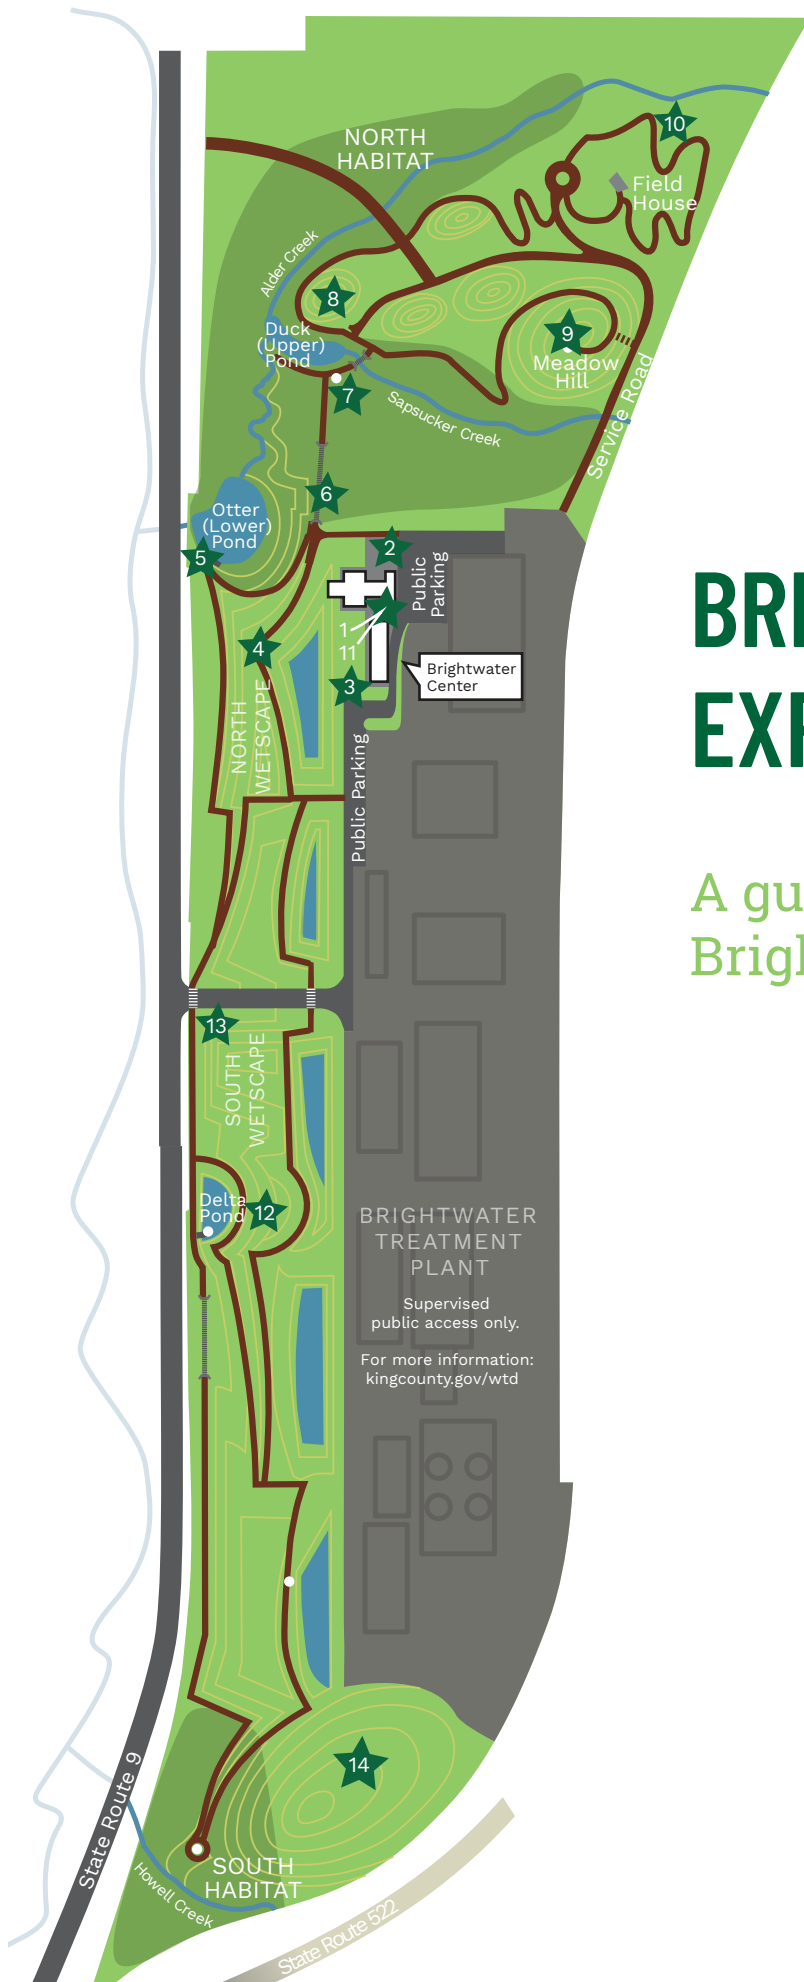 10
NORTH
HABITAT
Field
House
Alder Creek
8
Duck
(Upper)
Pond
9
Meadow
Hill
7
Sapsucker Creek
Service Road
6
Otter
(Lower)
Pond
5
2
Public
Parking
1
11
4
3
Brightwater
Center
NORTH
WETSCAPE
Public Parking
A gu
Brigh
13
SOUTH
WETSCAPE
Delta
Pond
12
BRIGHTWATER
TREATMENT
PLANT
Supervised
public access only.
For more information:
kingcounty.gov/wtd
14
State Route 9
SOUTH
HABITAT
Howell Creek
State Route 522